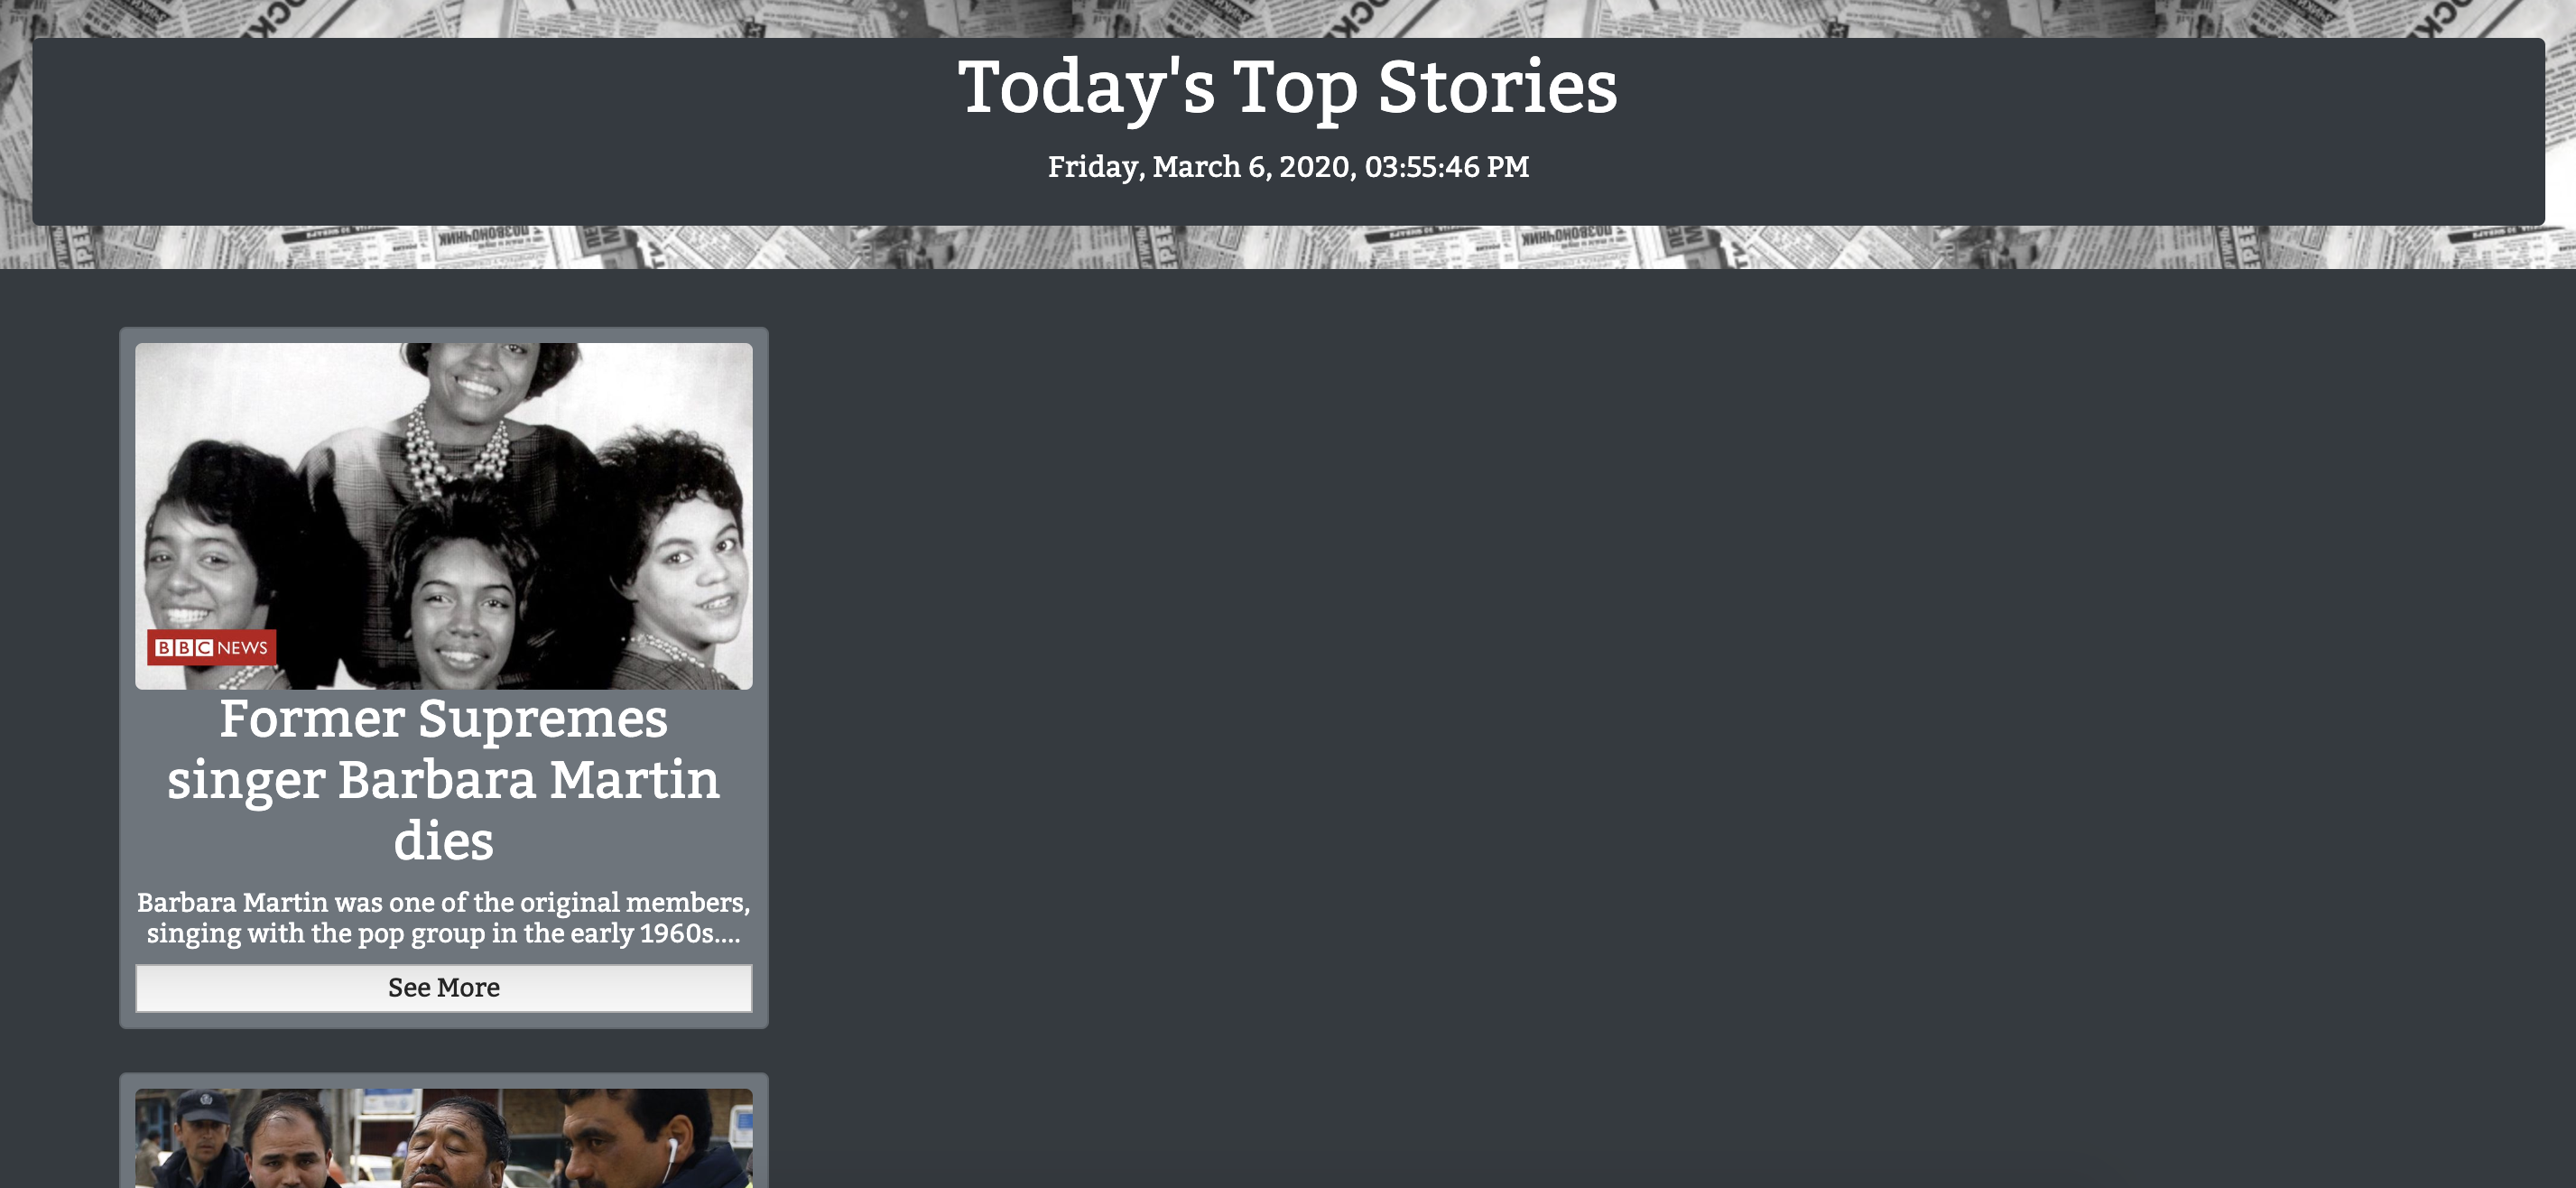 Today's Top Stories
Friday, March 6, 2020, 03:55:46 PM
ПОЗВОНОЧНИК
ПОЗВОНОЧНИК
BBC NEWS
Former Supremes
singer Barbara Martin
dies
Barbara Martin was one of the original members,
singing with the pop group in the early 1960s....
See More